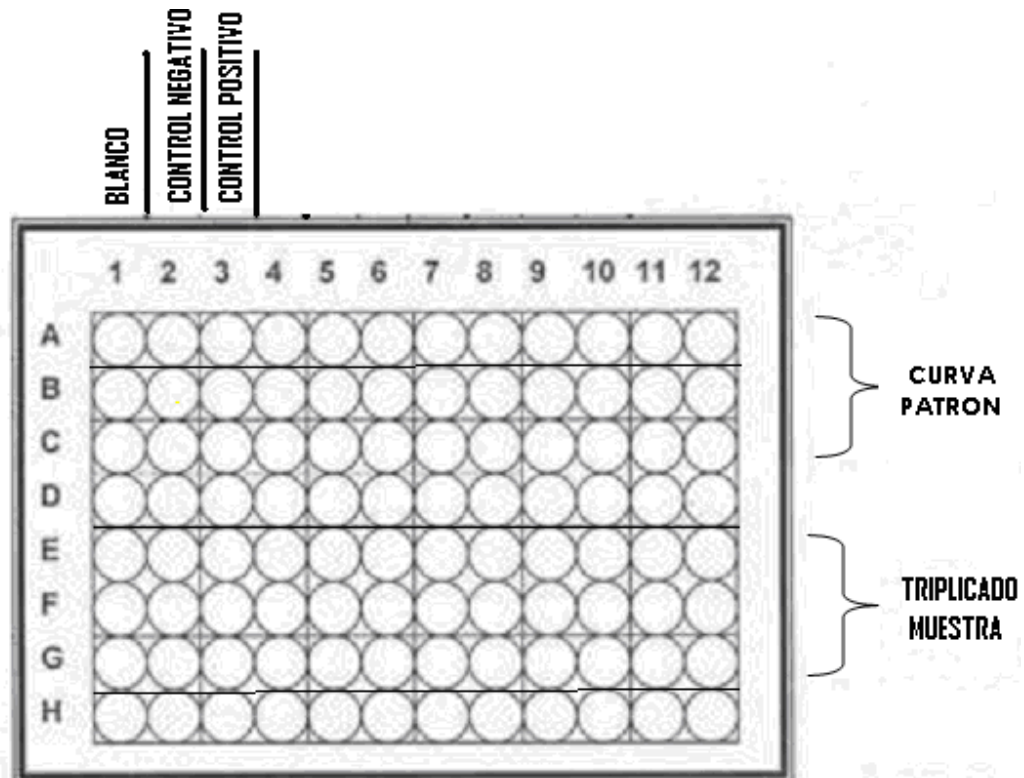 BLANCO
CONTROL NEGATIVO
CONTROL POSITIVO
1 2 3 4 5 6 7 8 9 10 11 12
A
B
C
D
E
F
G
H
CURVA
PATRON
TRIPLICADO
MUESTRA